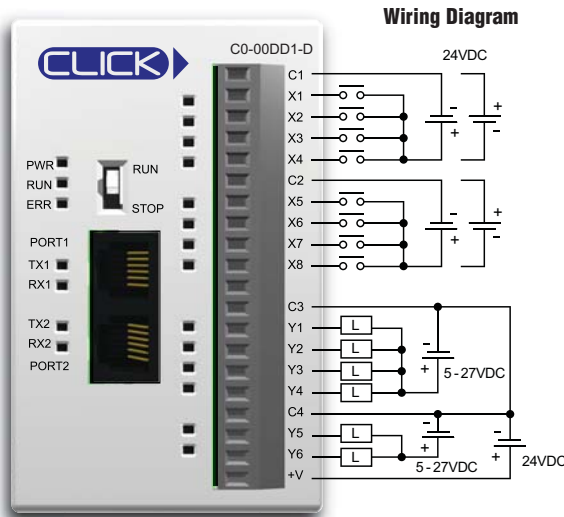 Wiring Diagram
CLICK
C0-00DD1-D
24VDC
C1
X1
X2
X3
X4
C2
X5
X6
X7
X8
C3
Y1 L
Y2 L
Y3 L
Y4 L
C4
Y5 L
Y6 L
+V
- +
+ -
- +
+ -
- +
5-27VDC
- +
5-27VDC
- +
24VDC
PWR
RUN
ERR
RUN
STOP
PORT1
TX1
RX1
TX2
RX2
PORT2